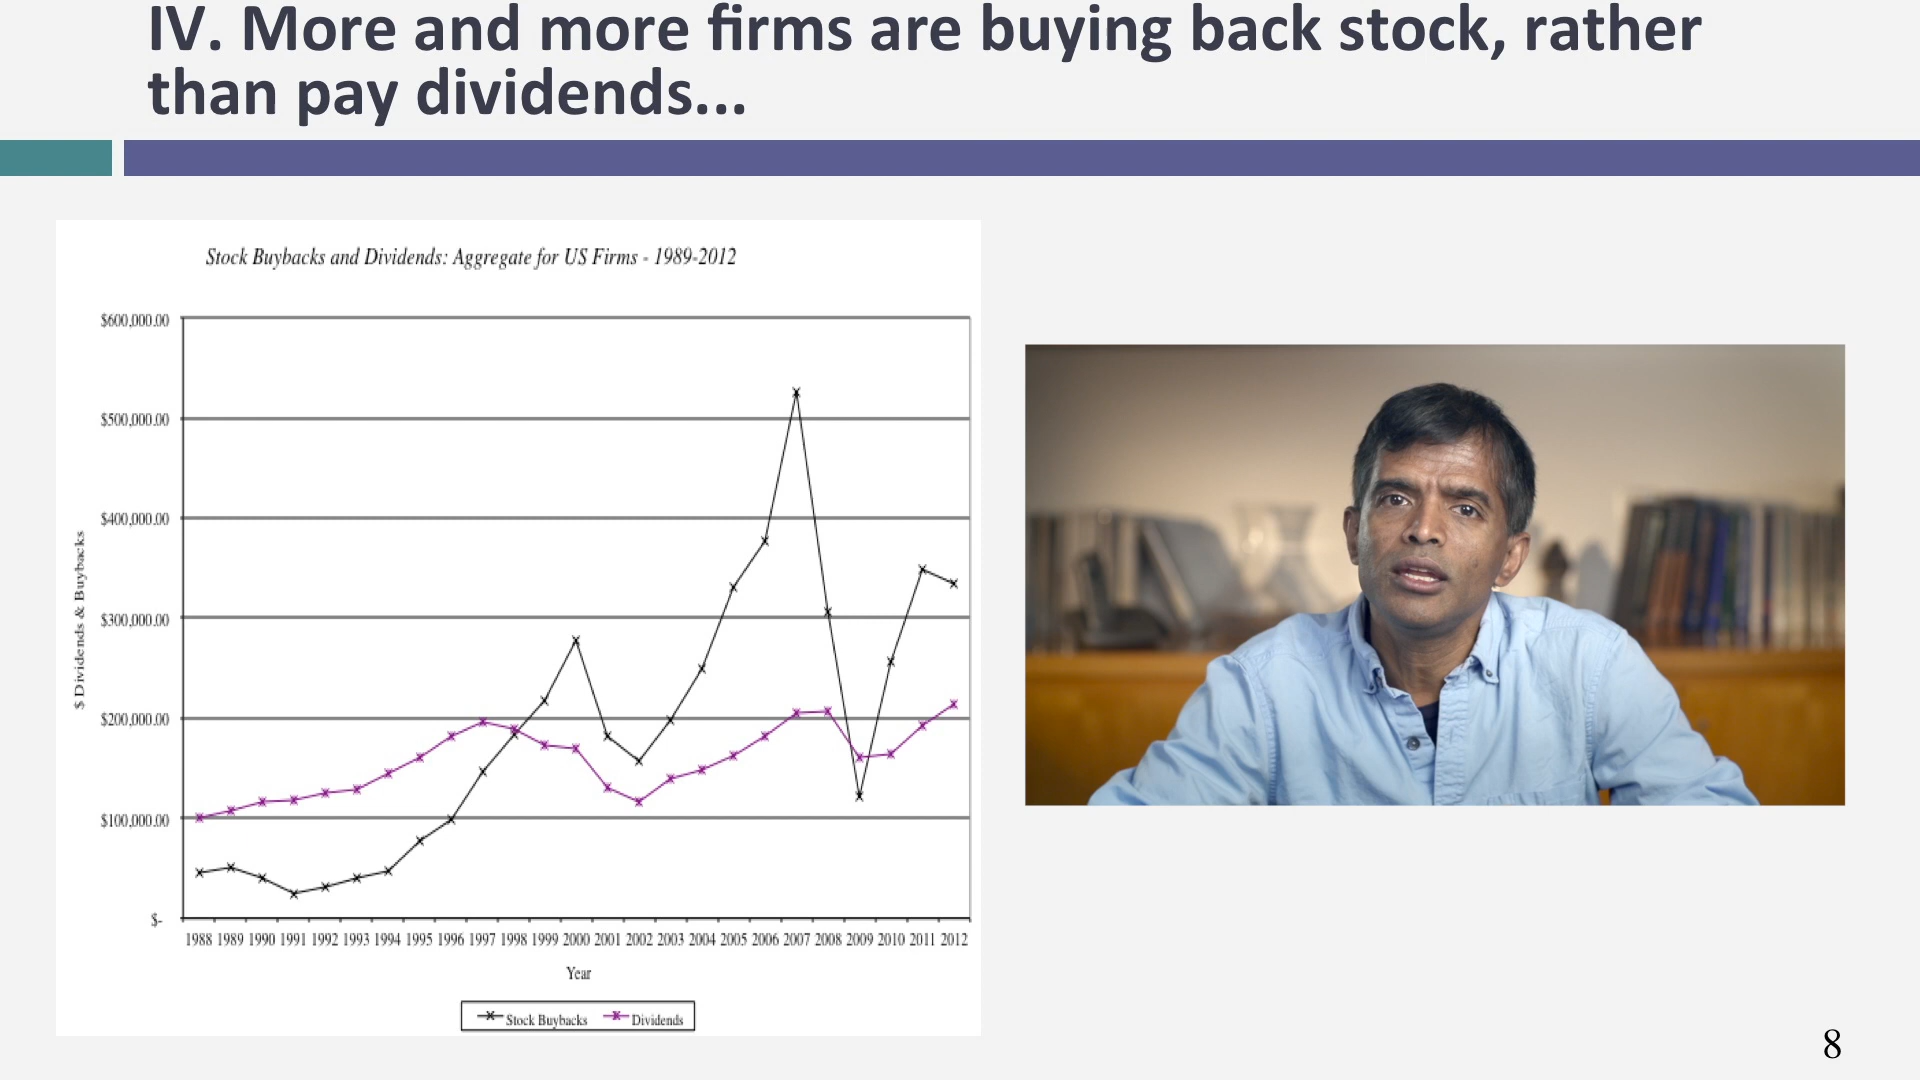 IV. More and more firms are buying back stock, rather
than pay dividends...
Stock Buybacks and Dividends: Aggregate for US Firms - 1989-2012
$600,000.00
$500,000.00
$400,000.00
$300,000.00
$200,000.00
$100,000.00
$-
$ Dividends & Buybacks
1988 1989 1990 1991 1992 1993 1994 1995 1996 1997 1998 1999 2000 2001 2002 2003 2004 2005 2006 2007 2008 2009 2010 2011 2012
Year
Stock Buybacks Dividends
8